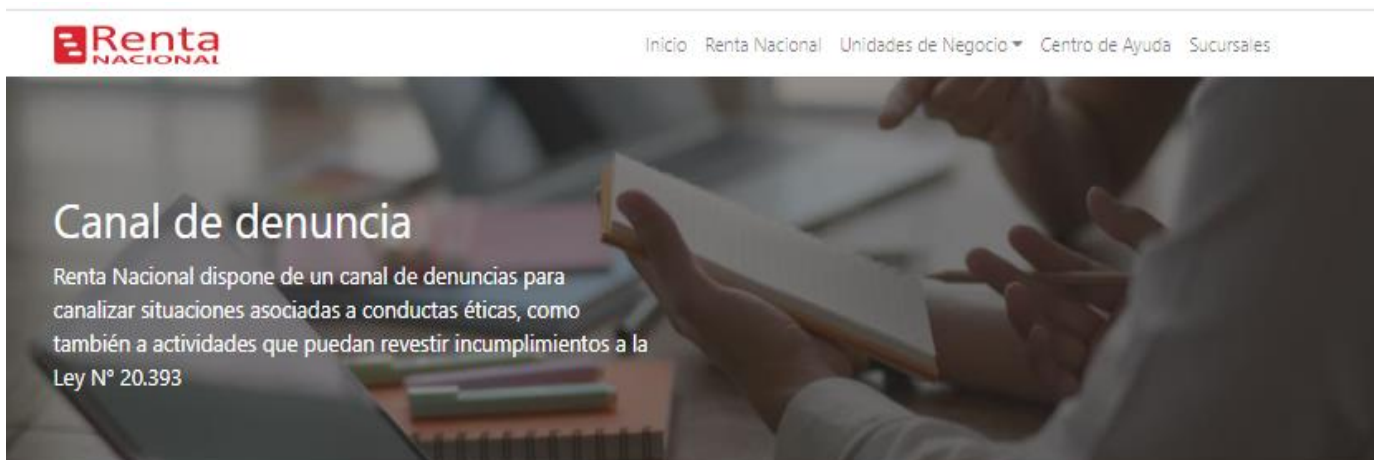 Renta
NACIONAL
Inicio Renta Nacional Unidades de Negocio Centro de Ayuda Sucursales
Canal de denuncia
Renta Nacional dispone de un canal de denuncias para
canalizar situaciones asociadas a conductas éticas, como
también a actividades que puedan revestir incumplimientos a la
Ley N° 20.393